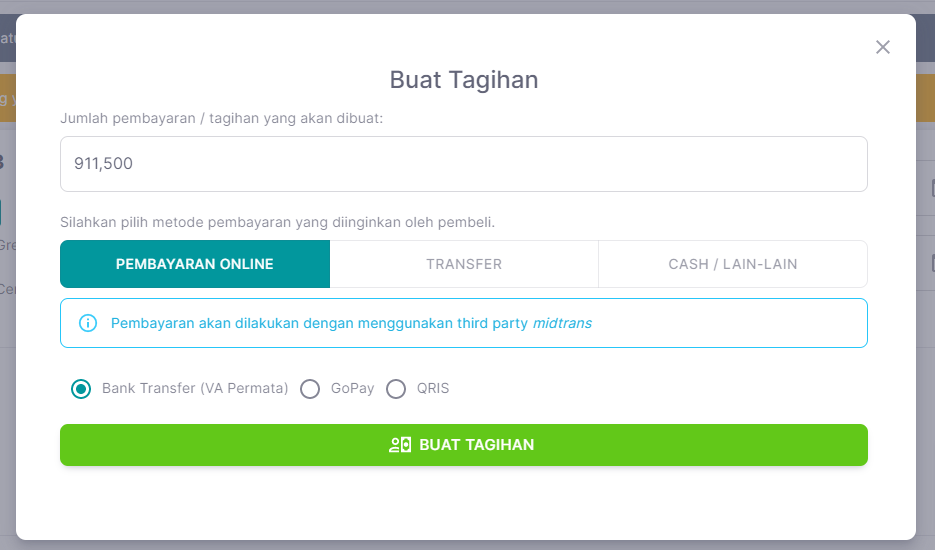 Buat Tagihan
Jumlah pembayaran / tagihan yang akan dibuat:
911,500
Silahkan pilih metode pembayaran yang diinginkan oleh pembeli.
PEMBAYARAN ONLINE
TRANSFER
CASH / LAIN-LAIN
Pembayaran akan dilakukan dengan menggunakan third party midtrans
Bank Transfer (VA Permata)
GoPay
QRIS
BUAT TAGIHAN